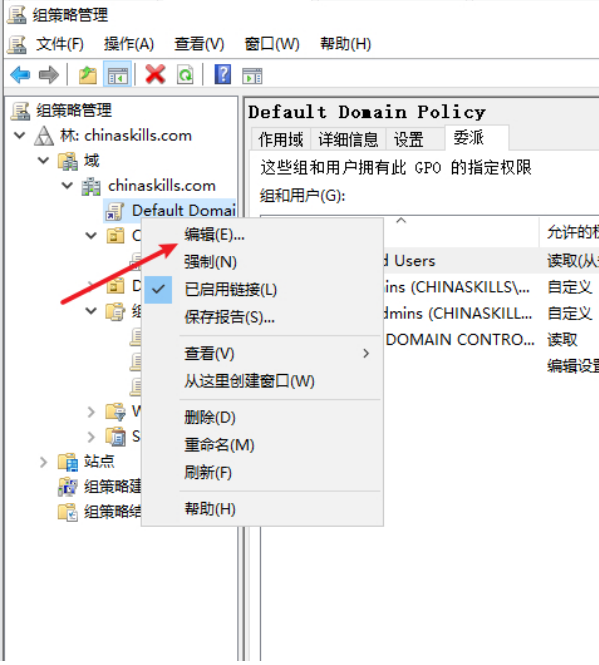 组策略管理
文件(F) 操作(A) 查看(V) 窗口(W) 帮助(H)
组策略管理
林: chinaskills.com
域
chinaskills.com
Default Domai
C
D
组
W
S
站点
组策略建
组策略结
编辑(E)...
强制(N)
已启用链接(L)
保存报告(S)...
查看(V)
从这里创建窗口(W)
删除(D)
重命名(M)
刷新(F)
帮助(H)
Default Domain Policy
作用域 详细信息 设置 委派
这些组和用户拥有此 GPO 的指定权限
组和用户(G):
允许的
d Users 读取(从
ins (CHINASKILLS\... 自定义
dmins (CHINASKILL... 自定义
DOMAIN CONTRO... 读取
编辑设